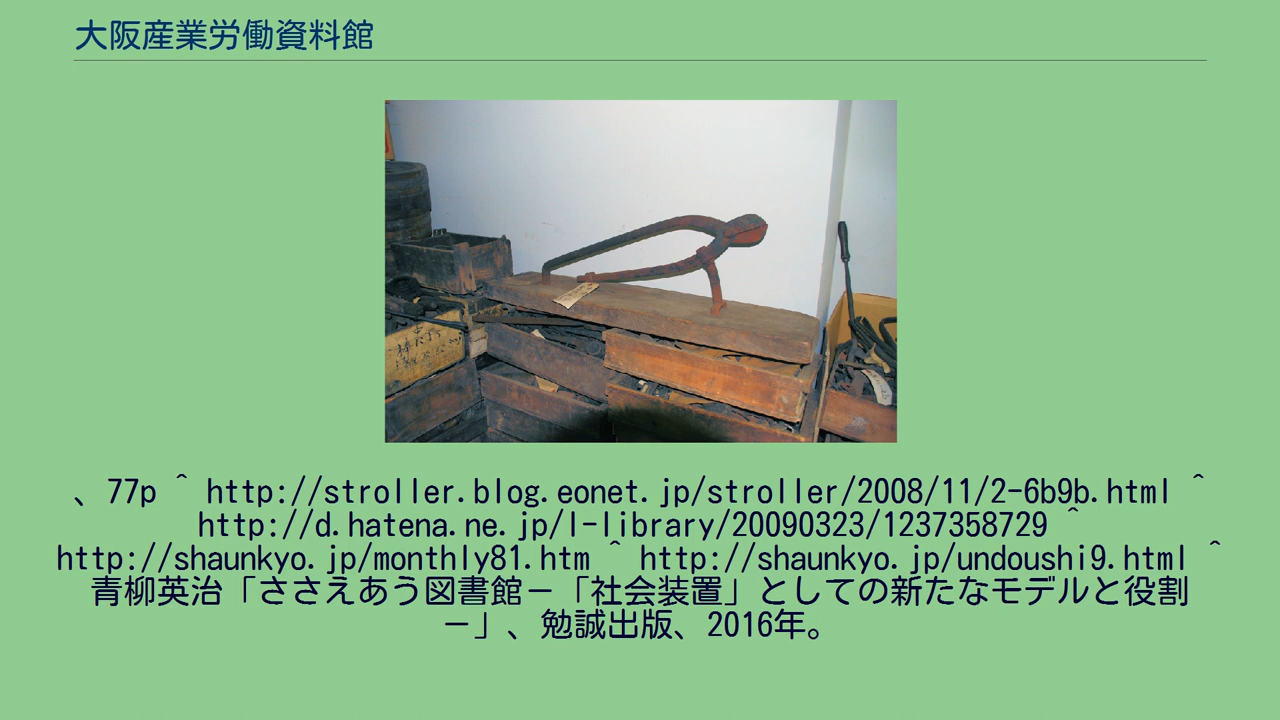 大阪産業労働資料館
、77p ^ http://stroller.blog.eonet.jp/stroller/2008/11/2-6b9b.html ^
http://d.hatena.ne.jp/l-library/20090323/1237358729 ^
http://shaunkyo.jp/monthly81.htm ^ http://shaunkyo.jp/undoushi9.html ^
青柳英治「ささえあう図書館－「社会装置」としての新たなモデルと役割
－」、勉誠出版、2016年。